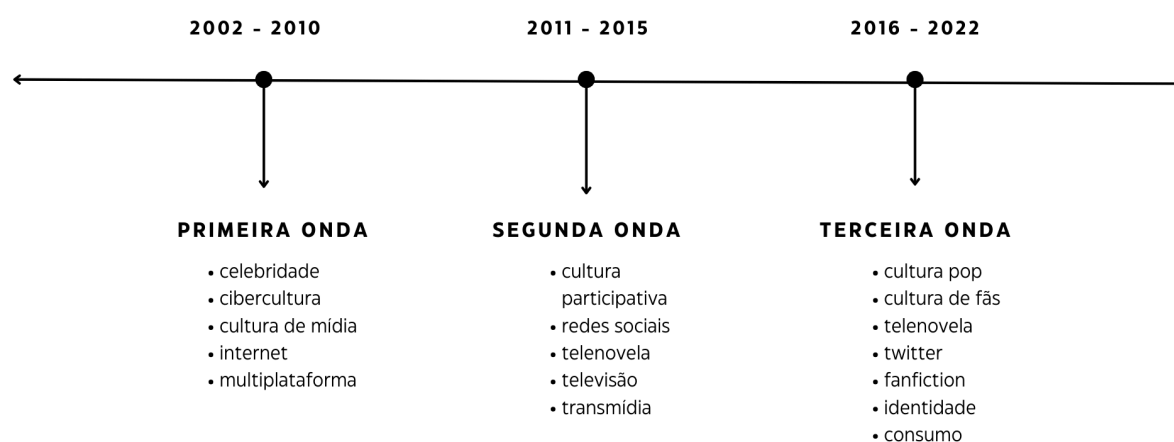 2002 - 2010
2011 - 2015
2016 - 2022
PRIMEIRA ONDA
• celebridade
• cibercultura
• cultura de mídia
• internet
• multiplataforma
SEGUNDA ONDA
• cultura
participativa
• redes sociais
• telenovela
• televisão
• transmídia
TERCEIRA ONDA
• cultura pop
• cultura de fãs
• telenovela
• twitter
• fanfiction
• identidade
• consumo